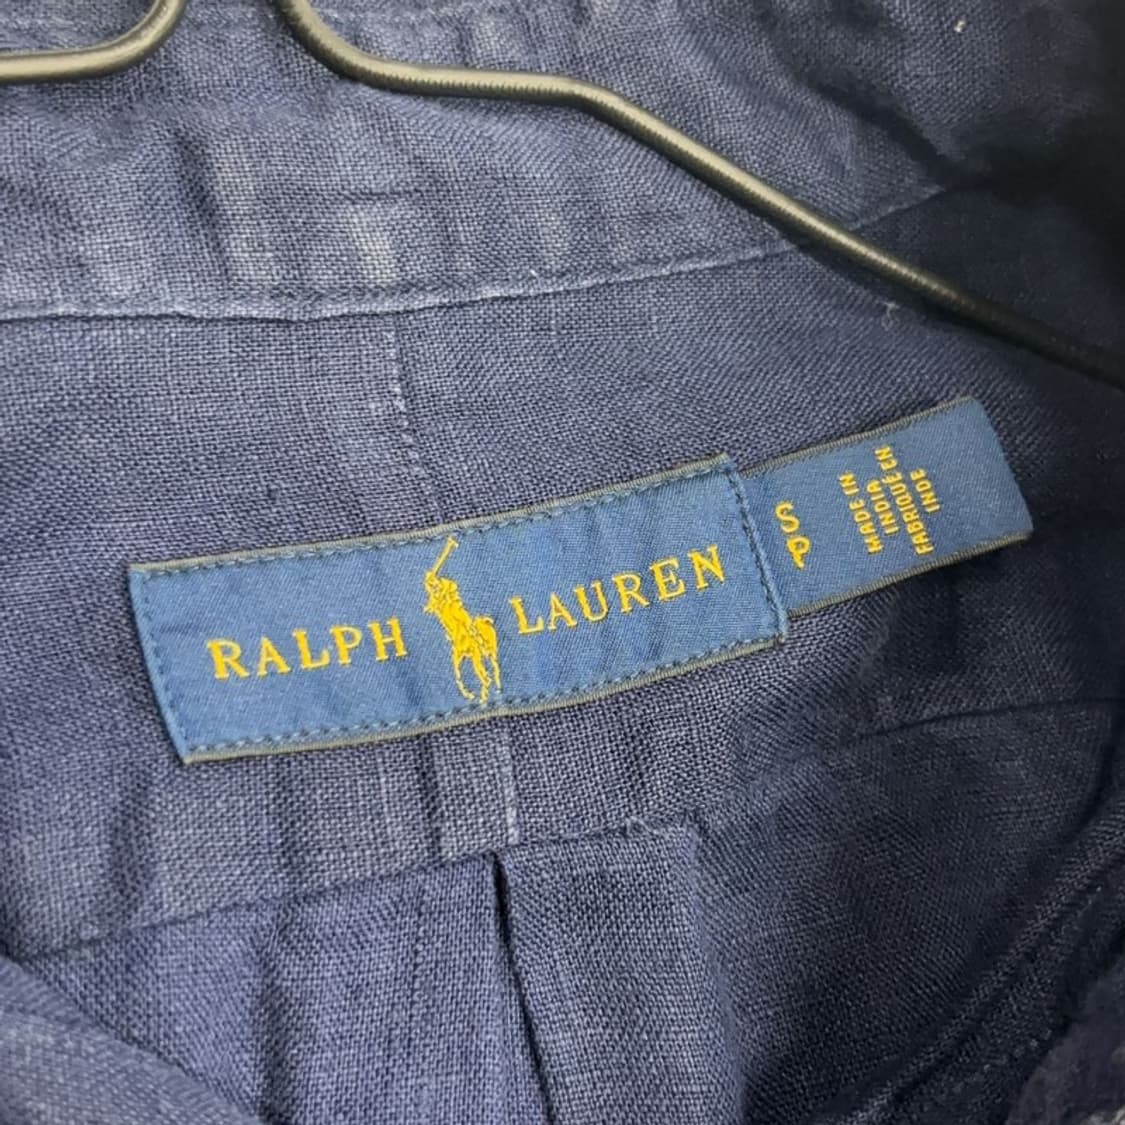 RALPH LAUREN
S
P
MADE IN
INDIA
FABRIQUÉ EN
INDE